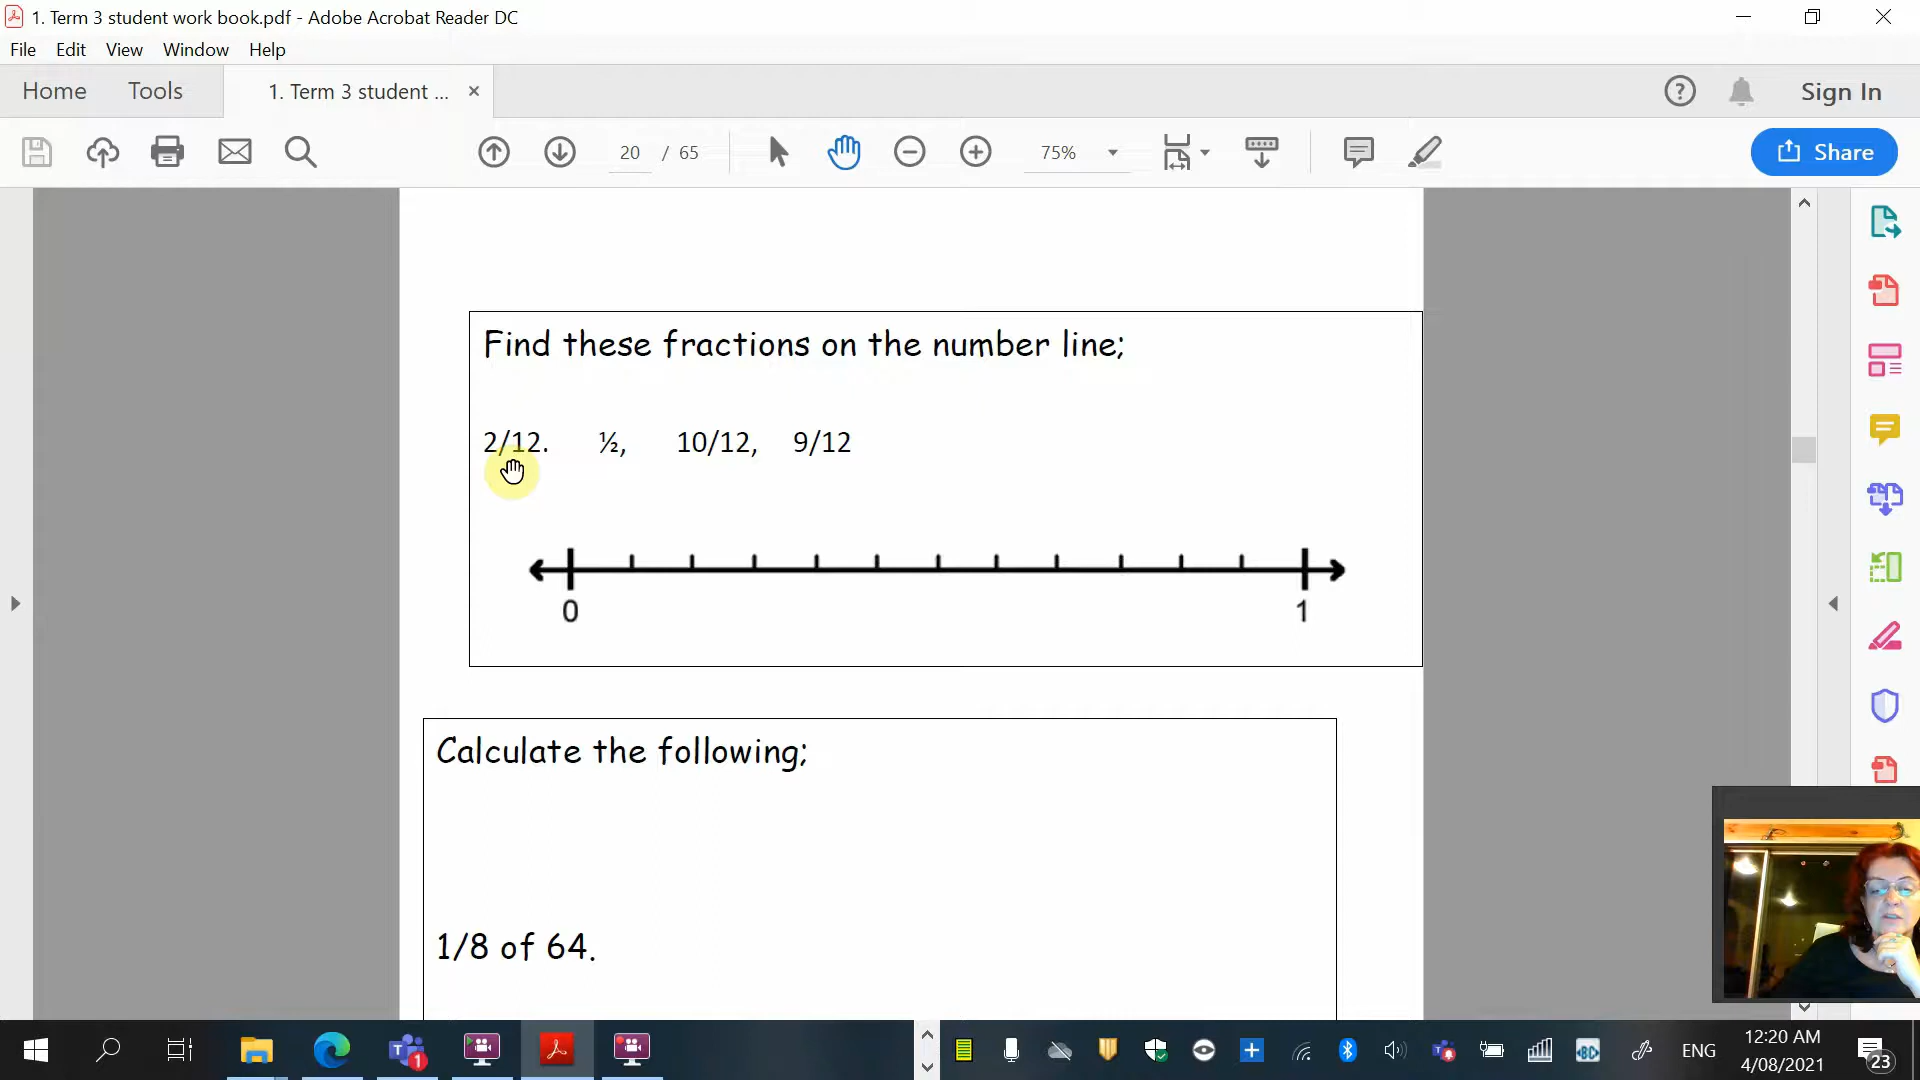 1. Term 3 student work book.pdf - Adobe Acrobat Reader DC
File Edit View Window Help
Home Tools 1. Term 3 student ... × Sign In
20 / 65 75% Share
Find these fractions on the number line;
2/12. ½, 10/12, 9/12
0 1
Calculate the following;
1/8 of 64.
1 ENG 12:20 AM
4/08/2021 23